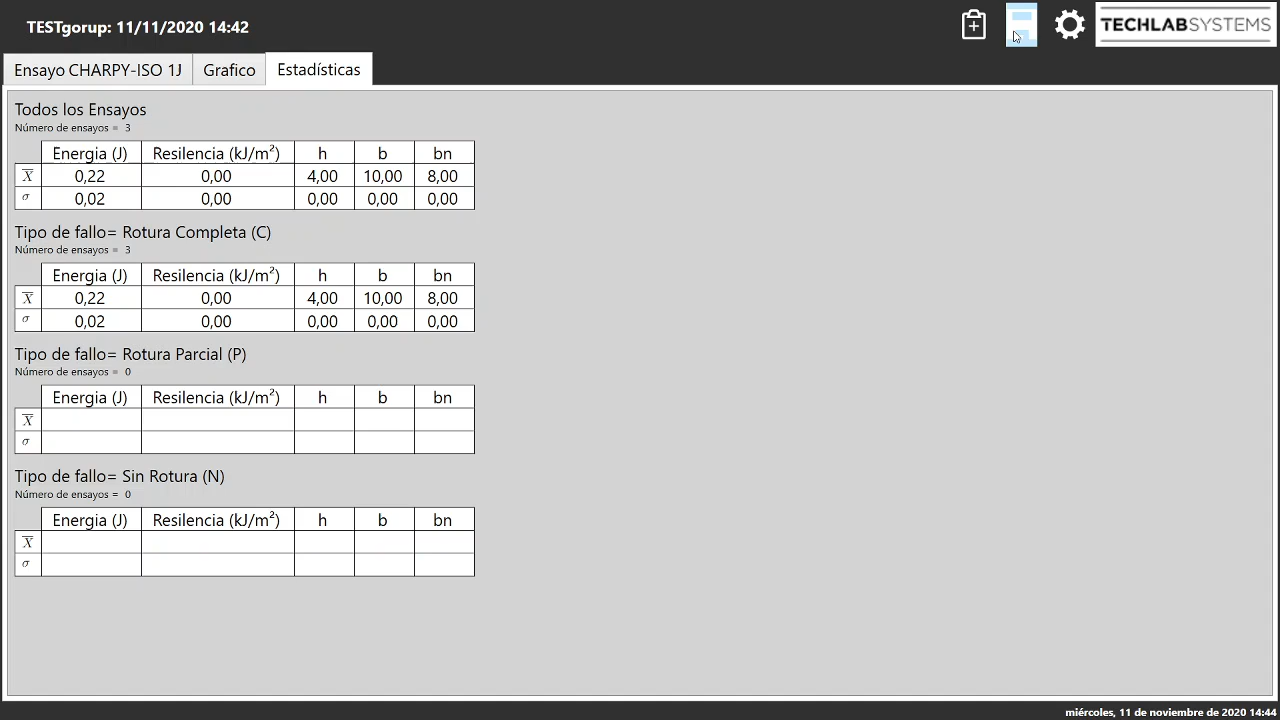 TESTgorup: 11/11/2020 14:42
TECHLABSYSTEMS
Ensayo CHARPY-ISO 1J Grafico Estadísticas
Todos los Ensayos
Número de ensayos = 3
Energia (J) Resilencia (kJ/m²) h b bn
X̅ 0,22 0,00 4,00 10,00 8,00
σ 0,02 0,00 0,00 0,00 0,00
Tipo de fallo= Rotura Completa (C)
Número de ensayos = 3
Energia (J) Resilencia (kJ/m²) h b bn
X̅ 0,22 0,00 4,00 10,00 8,00
σ 0,02 0,00 0,00 0,00 0,00
Tipo de fallo= Rotura Parcial (P)
Número de ensayos = 0
Energia (J) Resilencia (kJ/m²) h b bn
X̅
σ
Tipo de fallo= Sin Rotura (N)
Número de ensayos = 0
Energia (J) Resilencia (kJ/m²) h b bn
X̅
σ
miércoles, 11 de noviembre de 2020 14:44